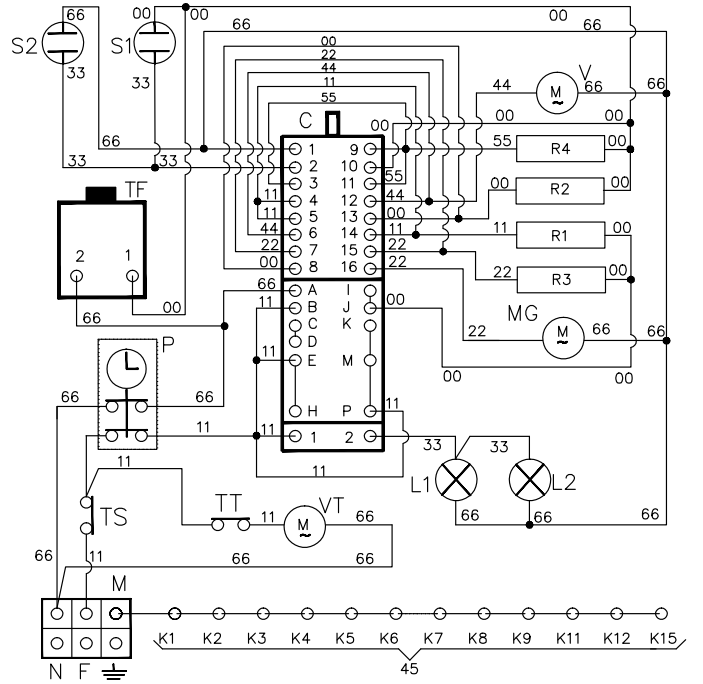 66 00 00 00
S2 S1 66
33 33
00
22
44
11
55
C
V
M
44 66 66
00 00 00
66
33 33
1 9 55 R4 00
2 10
3 11 55
11 4 12 44 00 R2 00
11 5 13 00
44 6 14 11 11 R1 00
22 7 15 22
00 8 16 22 22 R3 00
TF
2 1
66 00
66 A I
11 B J 00
C K
D
E M
H P 11
MG
M
22 66 66
00 00
P
66 66
11 11 1 2 33 33
11
L1 L2
66 66 66
11
TS
TT
11
VT
M
66
66 11 66 66
M
K1 K2 K3 K4 K5 K6 K7 K8 K9 K11 K12 K15
N F
45